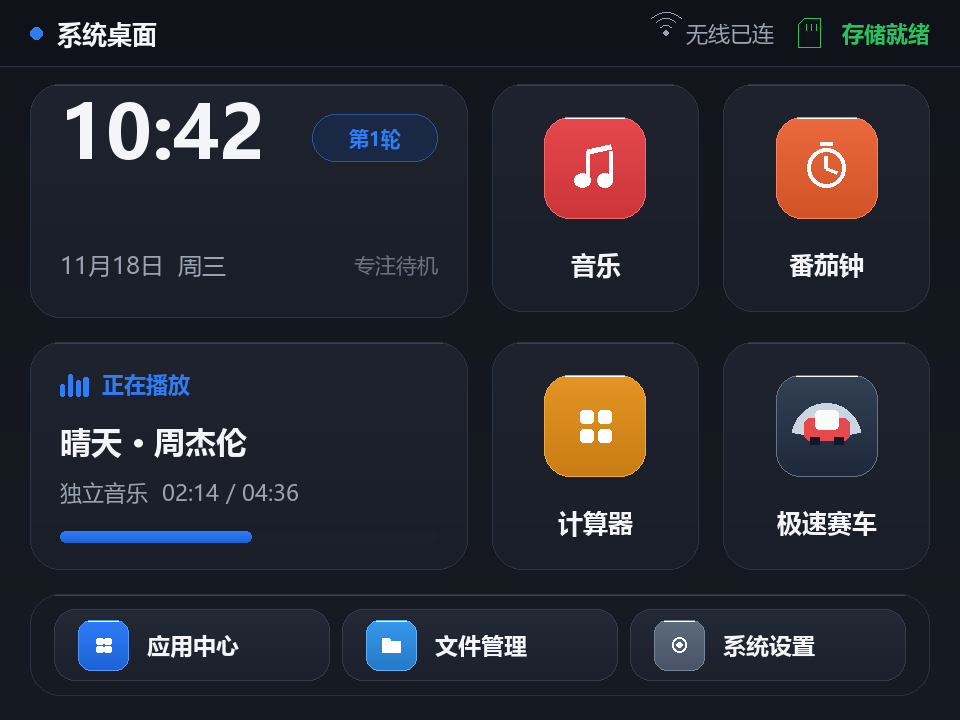 系统桌面
无线已连
存储就绪
10:42
第1轮
11月18日 周三
专注待机
音乐
番茄钟
正在播放
晴天 • 周杰伦
独立音乐 02:14 / 04:36
计算器
极速赛车
应用中心
文件管理
系统设置